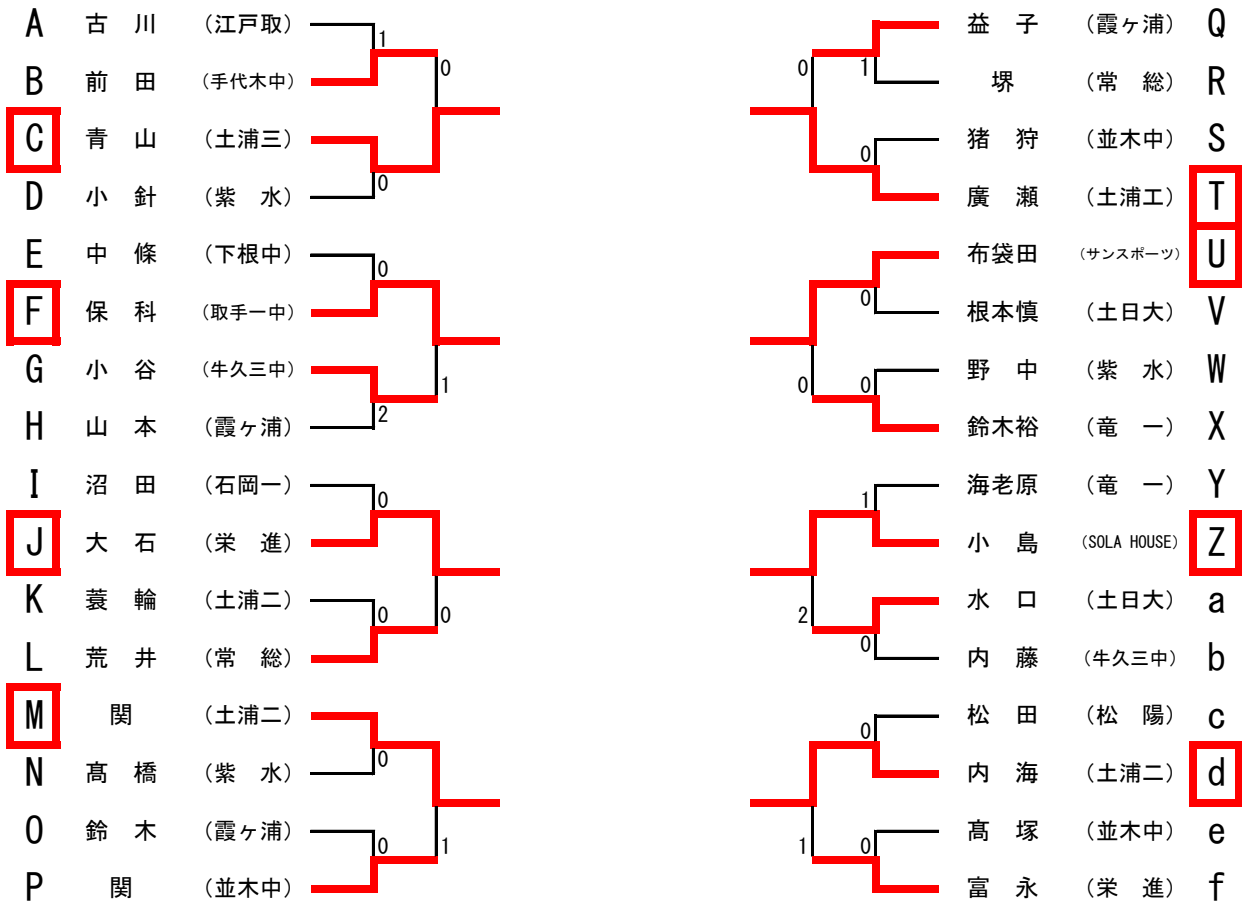 A 古 川 （江戸取）
1
B 前 田 （手代木中）
0
C 青 山 （土浦三）
0
D 小 針 （紫 水）
E 中 條 （下根中）
0
F 保 科 （取手一中）
G 小 谷 （牛久三中）
1
2
H 山 本 （霞ヶ浦）
I 沼 田 （石岡一）
0
J 大 石 （栄 進）
K 蓑 輪 （土浦二）
0
0
L 荒 井 （常 総）
M 関 （土浦二）
0
N 髙 橋 （紫 水）
O 鈴 木 （霞ヶ浦）
0
1
P 関 （並木中）
益 子 （霞ヶ浦） Q
0
1
堺 （常 総） R
猪 狩 （並木中） S
0
廣 瀬 （土浦工） T
布袋田 （サンスポーツ） U
0
根本慎 （土日大） V
野 中 （紫 水） W
0
0
鈴木裕 （竜 一） X
海老原 （竜 一） Y
1
小 島 （SOLA HOUSE） Z
水 口 （土日大） a
2
0
内 藤 （牛久三中） b
松 田 （松 陽） c
0
内 海 （土浦二） d
髙 塚 （並木中） e
1
0
富 永 （栄 進） f